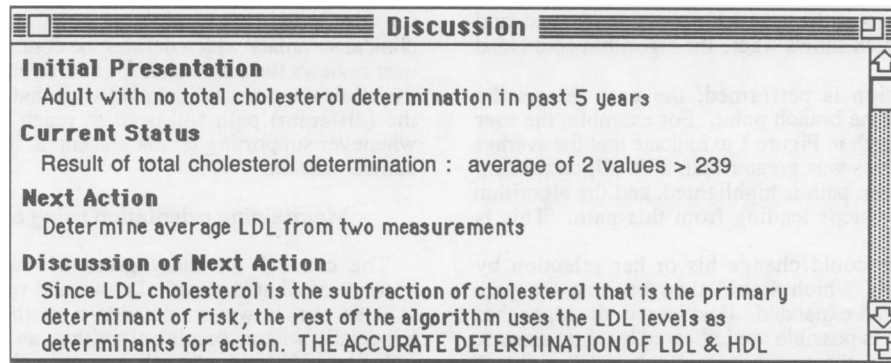 Discussion
Initial Presentation
Adult with no total cholesterol determination in past 5 years
Current Status
Result of total cholesterol determination : average of 2 values > 239
Next Action
Determine average LDL from two measurements
Discussion of Next Action
Since LDL cholesterol is the subfraction of cholesterol that is the primary
determinant of risk, the rest of the algorithm uses the LDL values as
determinants for action. THE ACCURATE DETERMINATION OF LDL & HDL